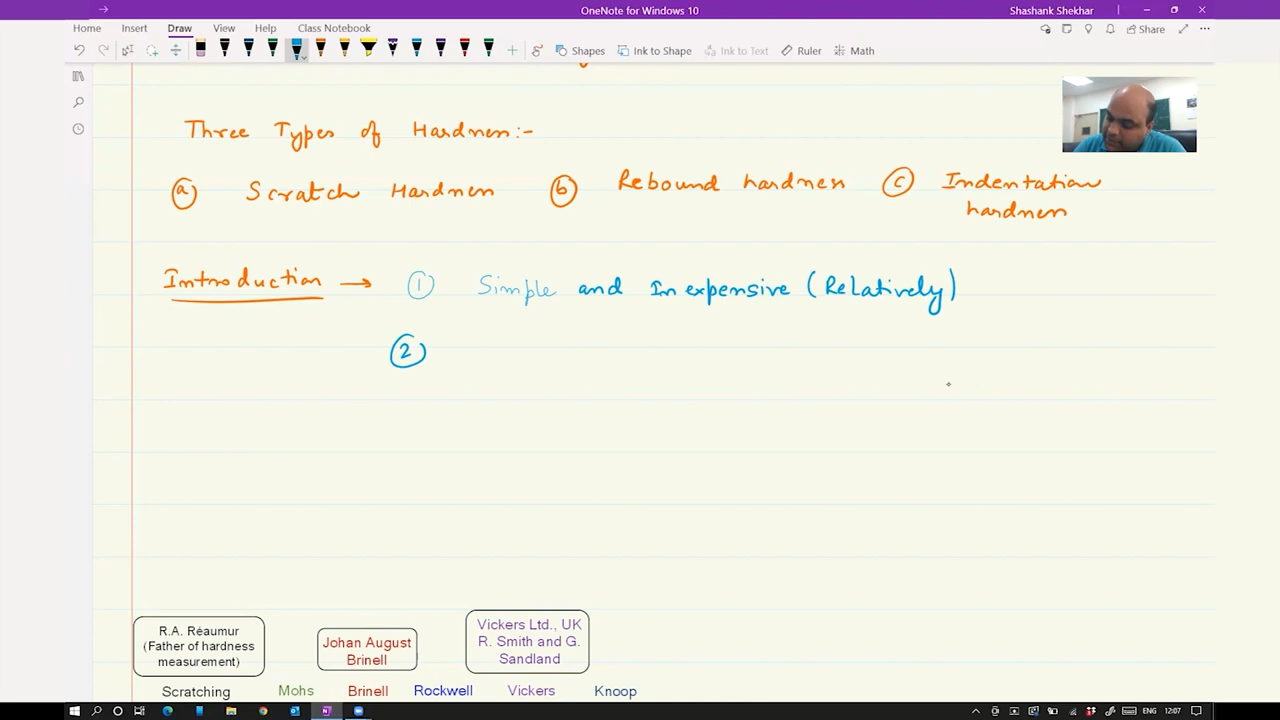 OneNote for Windows 10
Shashank Shekhar
Home Insert Draw View Help Class Notebook
Share
Shapes Ink to Shape Ink to Text Ruler Math
Three Types of Hardness:-
(a) Scratch Hardness (b) Rebound hardness (c) Indentation
hardness
Introduction → (1) Simple and Inexpensive (Relatively)
(2)
R.A. Réaumur
(Father of hardness
measurement)
Johan August
Brinell
Vickers Ltd., UK
R. Smith and G.
Sandland
Scratching Mohs Brinell Rockwell Vickers Knoop
ENG 12:07